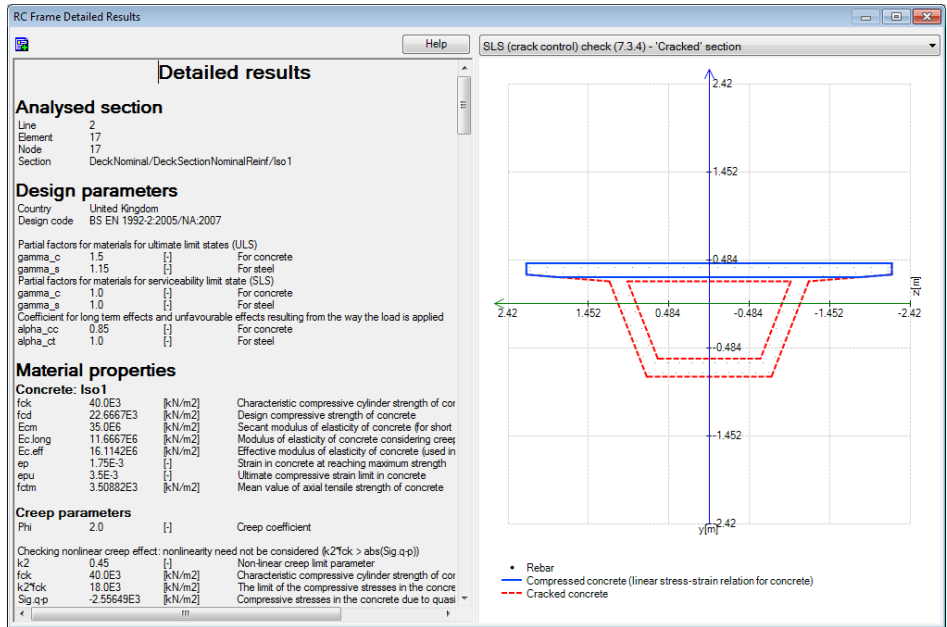 RC Frame Detailed Results
Help
SLS (crack control) check (7.3.4) - 'Cracked' section
Detailed results
Analysed section
Line 2
Element 17
Node 17
Section DeckNominal/DeckSectionNominalReinf/Iso1
Design parameters
Country United Kingdom
Design code BS EN 1992-2:2005/NA:2007
Partial factors for materials for ultimate limit states (ULS)
gamma_c 1.5 [-] For concrete
gamma_s 1.15 [-] For steel
Partial factors for materials for serviceability limit state (SLS)
gamma_c 1.0 [-] For concrete
gamma_s 1.0 [-] For steel
Coefficient for long term effects and unfavourable effects resulting from the way the load is applied
alpha_cc 0.85 [-] For concrete
alpha_ct 1.0 [-] For steel
Material properties
Concrete: Iso1
fck 40.0E3 [kN/m2] Characteristic compressive cylinder strength of cor
fcd 22.6667E3 [kN/m2] Design compressive strength of concrete
Ecm 35.0E6 [kN/m2] Secant modulus of elasticity of concrete (for short
Ec.long 11.6667E6 [kN/m2] Modulus of elasticity of concrete considering creep
Ec.eff 16.1142E6 [kN/m2] Effective modulus of elasticity of concrete (used in
ep 1.75E-3 [-] Strain in concrete at reaching maximum strength
epu 3.5E-3 [-] Ultimate compressive strain limit in concrete
fctm 3.50882E3 [kN/m2] Mean value of axial tensile strength of concrete
Creep parameters
Phi 2.0 [-] Creep coefficient
Checking nonlinear creep effect: nonlinearity need not be considered (k2*fck > abs(Sig.q-p))
k2 0.45 [-] Non-linear creep limit parameter
fck 40.0E3 [kN/m2] Characteristic compressive cylinder strength of cor
k2*fck 18.0E3 [kN/m2] The limit of the compressive stresses in the concre
Sig.q-p -2.55649E3 [kN/m2] Compressive stresses in the concrete due to quasi
2.42
1.452
0.484
z[m]
2.42 1.452 0.484 -0.484 -1.452 -2.42
-0.484
-1.452
-2.42
y[m]
Rebar
Compressed concrete (linear stress-strain relation for concrete)
Cracked concrete